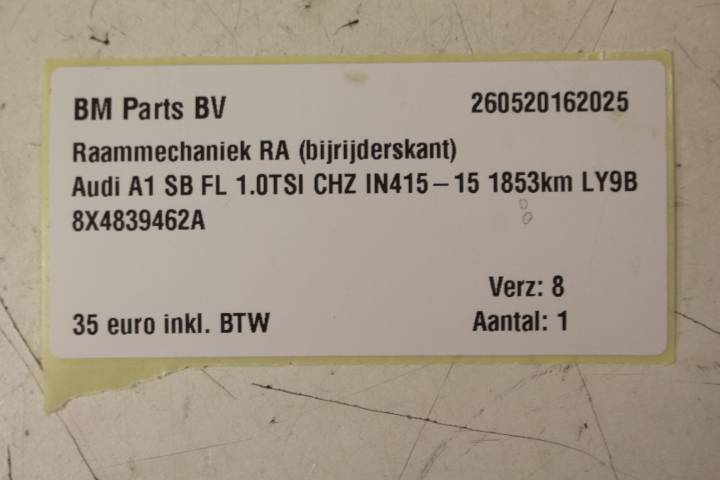 BM Parts BV 260520162025
Raammechaniek RA (bijrijderskant)
Audi A1 SB FL 1.0TSI CHZ IN415-15 1853km LY9B
8X4839462A
Verz: 8
35 euro inkl. BTW Aantal: 1